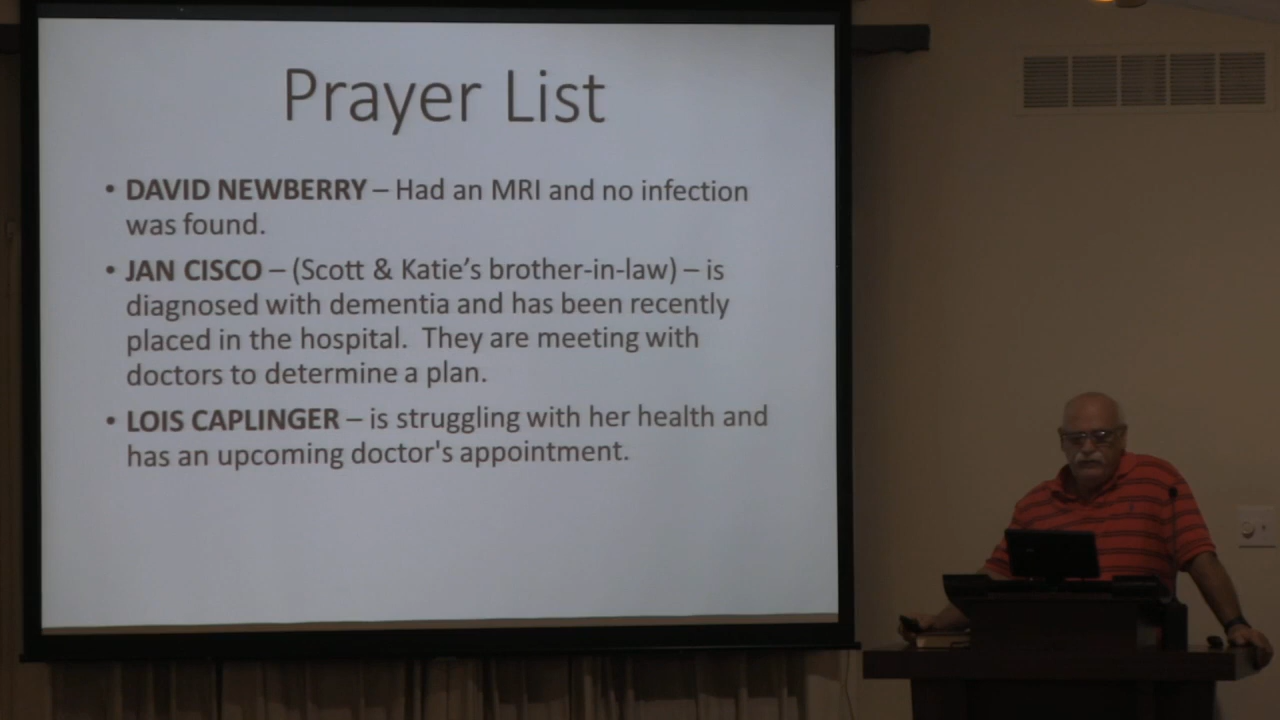 Prayer List
• DAVID NEWBERRY – Had an MRI and no infection
was found.
• JAN CISCO – (Scott & Katie’s brother-in-law) – is
diagnosed with dementia and has been recently
placed in the hospital.  They are meeting with
doctors to determine a plan.
• LOIS CAPLINGER – is struggling with her health and
has an upcoming doctor's appointment.